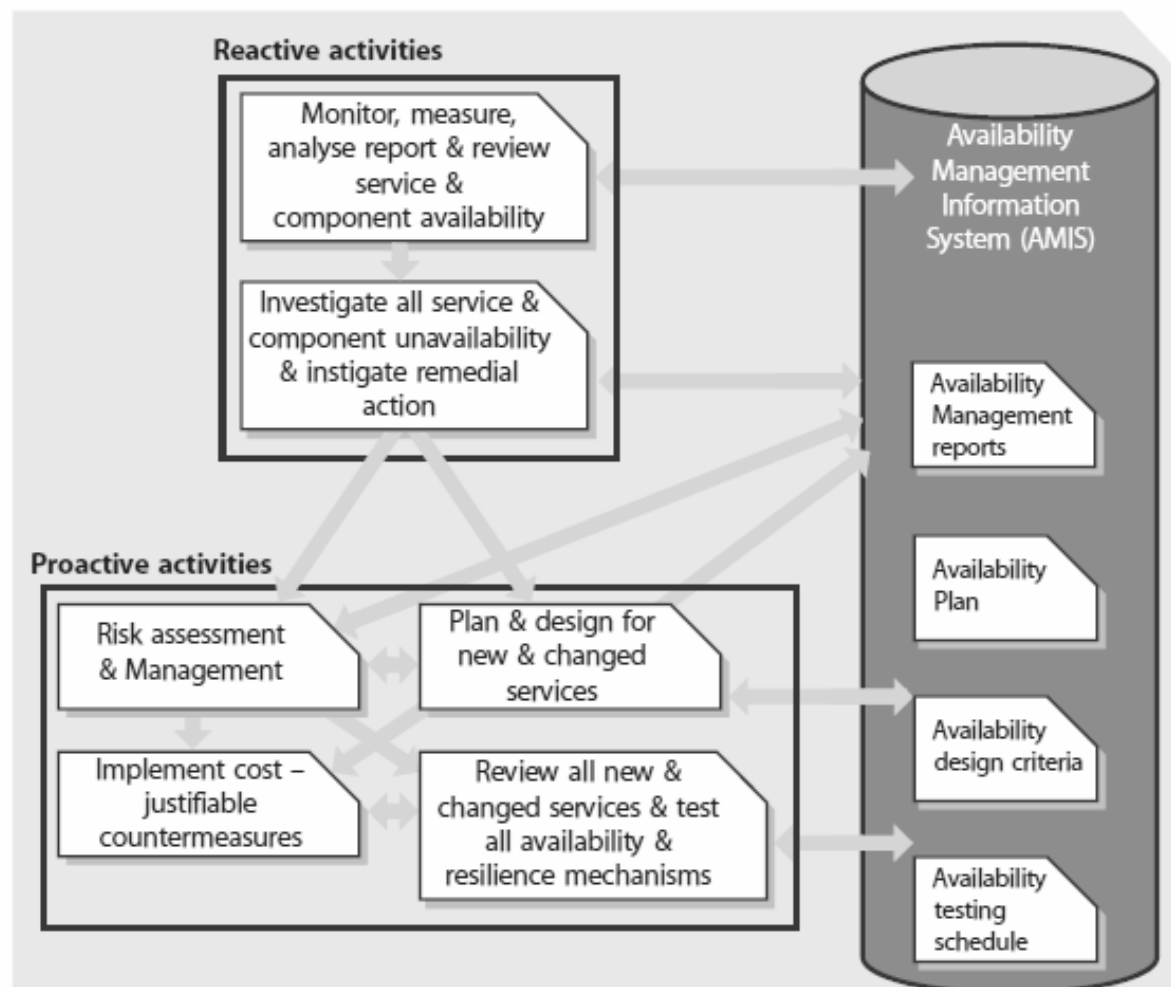 Reactive activities
Monitor, measure,
analyse report & review
service &
component availability
Investigate all service &
component unavailability
& instigate remedial
action
Proactive activities
Risk assessment
& Management
Plan & design for
new & changed
services
Implement cost –
justifiable
countermeasures
Review all new &
changed services & test
all availability &
resilience mechanisms
Availability
Management
Information
System (AMIS)
Availability
Management
reports
Availability
Plan
Availability
design criteria
Availability
testing
schedule